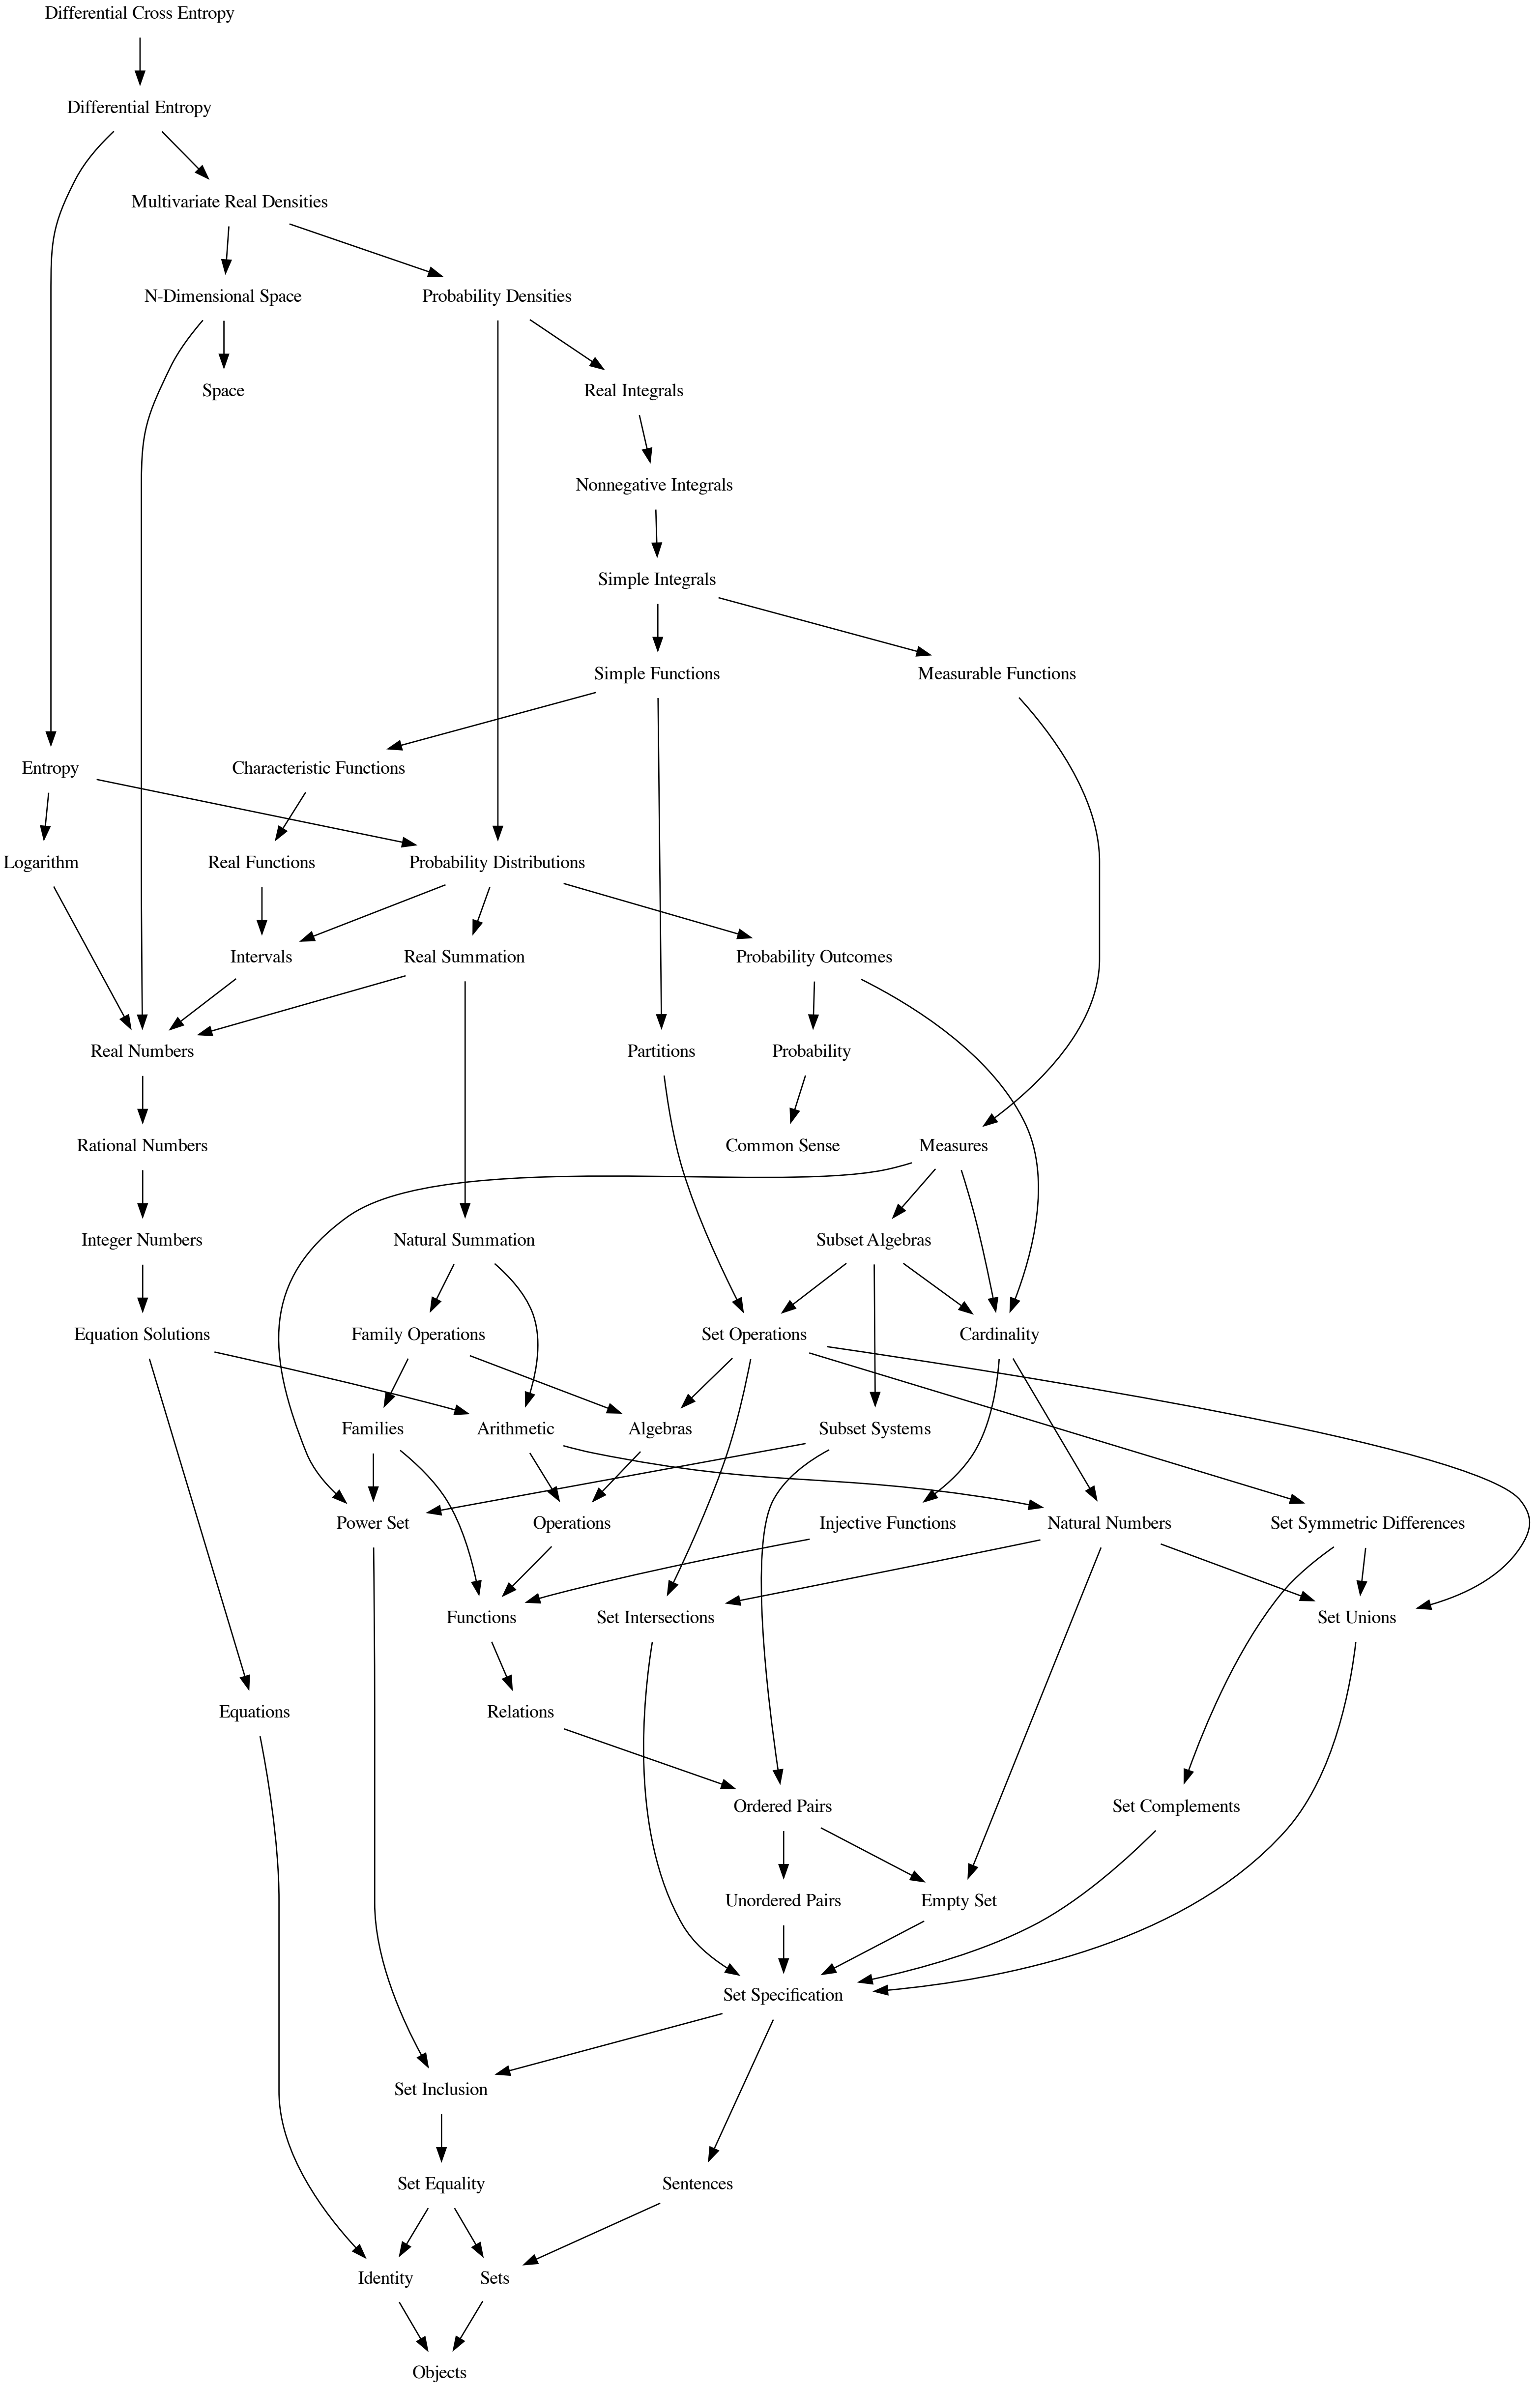 Differential Cross Entropy
Differential Entropy
Multivariate Real Densities
N-Dimensional Space
Probability Densities
Space
Real Integrals
Nonnegative Integrals
Simple Integrals
Simple Functions
Measurable Functions
Entropy
Characteristic Functions
Logarithm
Real Functions
Probability Distributions
Intervals
Real Summation
Probability Outcomes
Real Numbers
Partitions
Probability
Rational Numbers
Common Sense
Measures
Integer Numbers
Natural Summation
Subset Algebras
Equation Solutions
Family Operations
Set Operations
Cardinality
Families
Arithmetic
Algebras
Subset Systems
Power Set
Operations
Injective Functions
Natural Numbers
Set Symmetric Differences
Functions
Set Intersections
Set Unions
Equations
Relations
Ordered Pairs
Set Complements
Unordered Pairs
Empty Set
Set Specification
Set Inclusion
Set Equality
Sentences
Identity
Sets
Objects